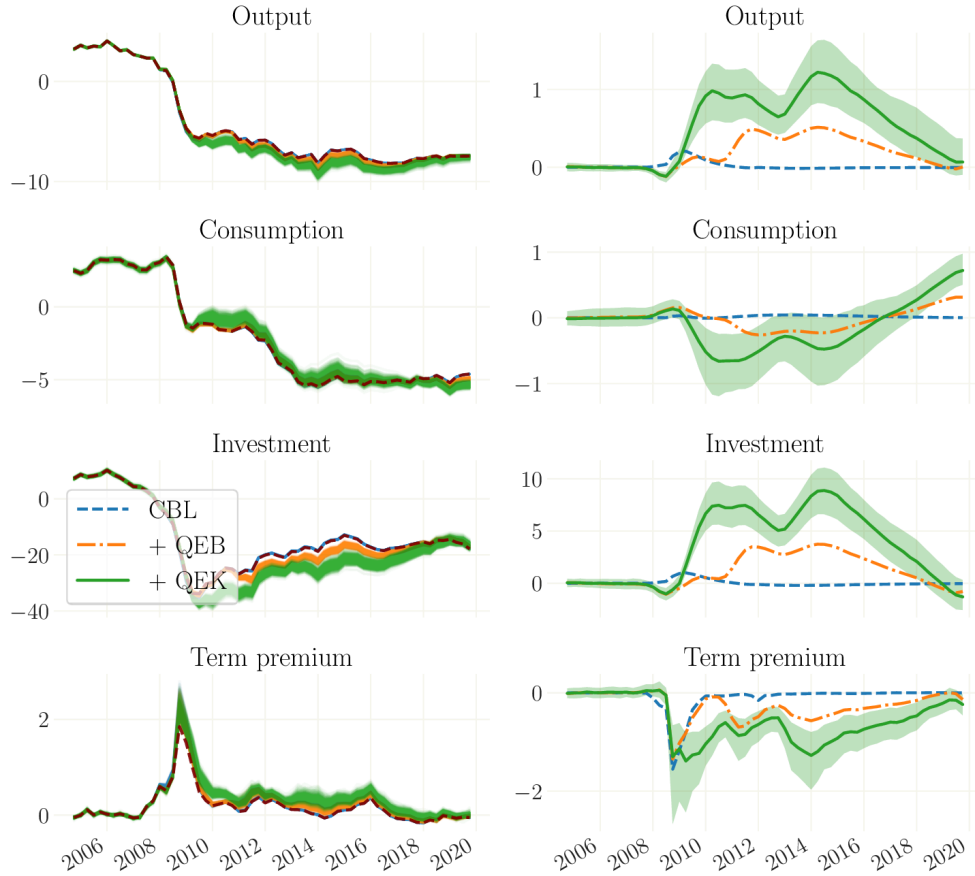 Output
Output
0
−10
1
0
Consumption
Consumption
0
−5
1
0
−1
Investment
Investment
0
−20
−40
CBL
+ QEB
+ QEK
10
5
0
Term premium
Term premium
2
0
0
−2
2006 2008 2010 2012 2014 2016 2018 2020
2006 2008 2010 2012 2014 2016 2018 2020